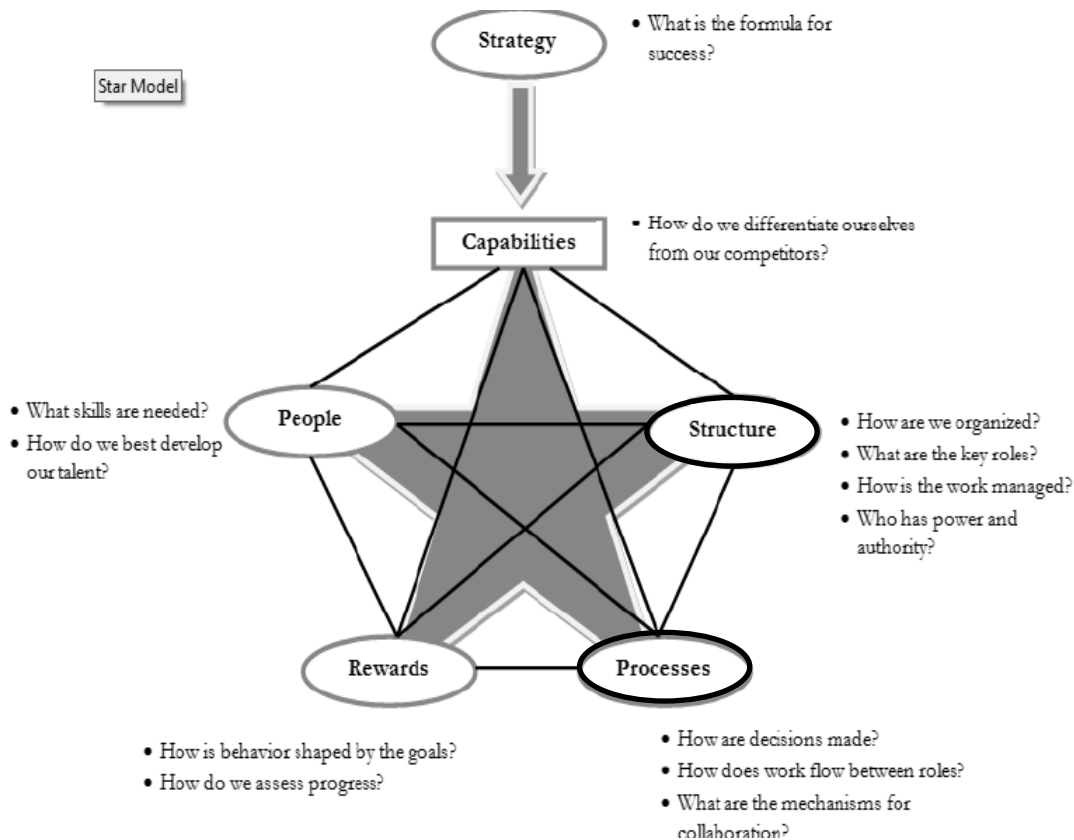 Strategy
• What is the formula for
success?
Star Model
Capabilities
• How do we differentiate ourselves
from our competitors?
People
• What skills are needed?
• How do we best develop
our talent?
Structure
• How are we organized?
• What are the key roles?
• How is the work managed?
• Who has power and
authority?
Rewards
• How is behavior shaped by the goals?
• How do we assess progress?
Processes
• How are decisions made?
• How does work flow between roles?
• What are the mechanisms for
collaboration?